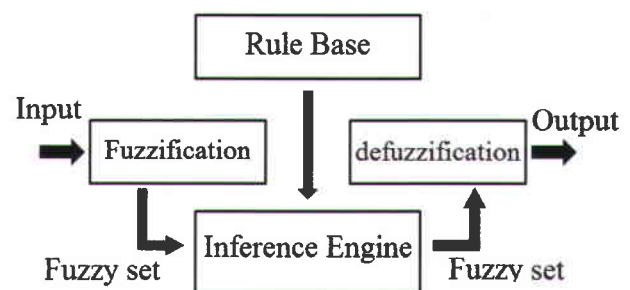 Rule Base
Input
Fuzzification
defuzzification
Output
Inference Engine
Fuzzy set
Fuzzy set